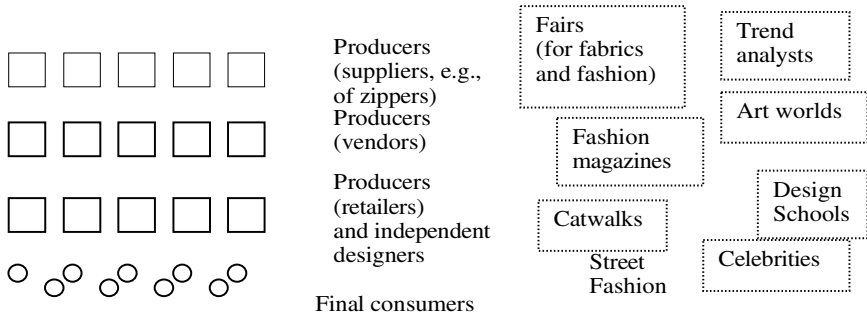 Producers
(suppliers, e.g.,
of zippers)
Producers
(vendors)
Producers
(retailers)
and independent
designers
Final consumers
Fairs
(for fabrics
and fashion)
Fashion
magazines
Catwalks
Street
Fashion
Trend
analysts
Art worlds
Design
Schools
Celebrities